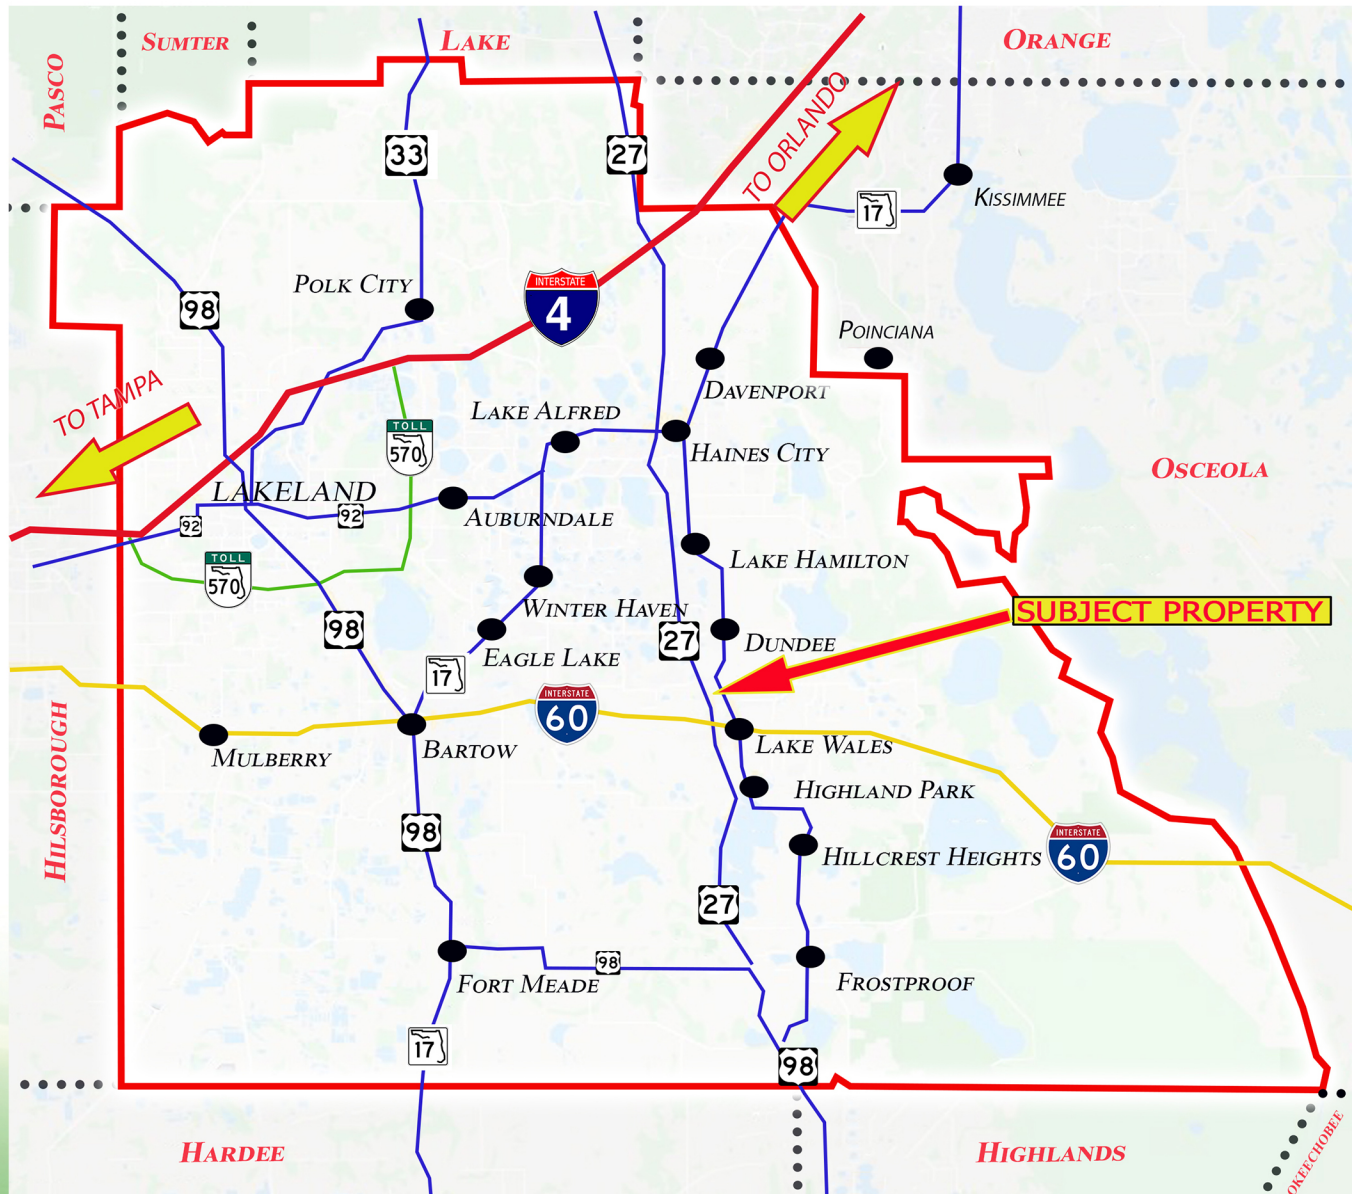 SUMTER
LAKE
ORANGE
PASCO
33
27
TO ORLANDO
17
KISSIMMEE
POLK CITY
INTERSTATE
4
98
POINCIANA
TO TAMPA
DAVENPORT
LAKE ALFRED
TOLL
570
HAINES CITY
OSCEOLA
LAKELAND
92
92
AUBURNDALE
LAKE HAMILTON
TOLL
570
WINTER HAVEN
SUBJECT PROPERTY
98
27
DUNDEE
EAGLE LAKE
17
INTERSTATE
60
HILSBOROUGH
MULBERRY
BARTOW
LAKE WALES
HIGHLAND PARK
98
HILLCREST HEIGHTS
INTERSTATE
60
27
98
FORT MEADE
FROSTPROOF
17
98
HARDEE
HIGHLANDS
OKEECHOBEE